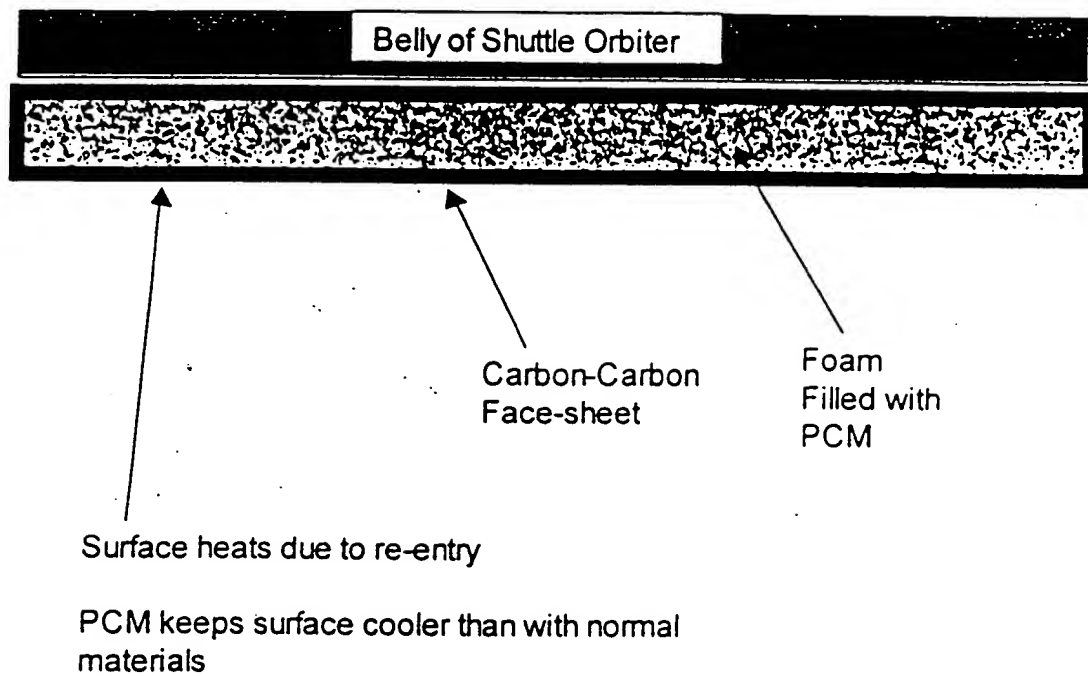 Belly of Shuttle Orbiter
Carbon-Carbon
Face-sheet
Foam
Filled with
PCM
Surface heats due to re-entry
PCM keeps surface cooler than with normal
materials